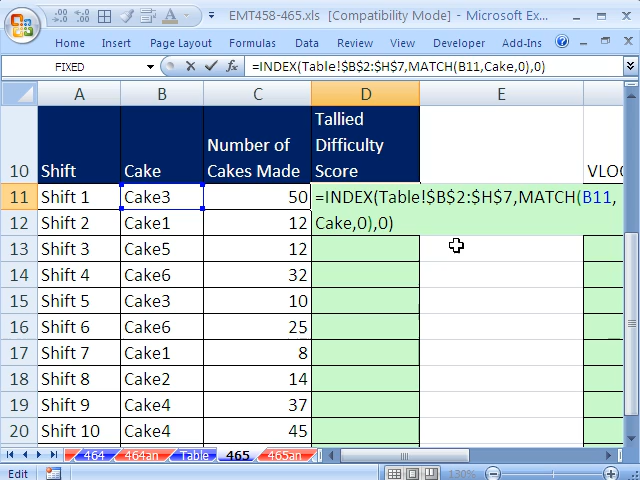 EMT458-465.xls [Compatibility Mode] - Microsoft Ex...
Home Insert Page Layout Formulas Data Review View Developer Add-Ins
FIXED fx =INDEX(Table!$B$2:$H$7,MATCH(B11,Cake,0),0)
A B C D E
10 Shift Cake Number of Cakes Made Tallied Difficulty Score VLOO
11 Shift 1 Cake3 50 =INDEX(Table!$B$2:$H$7,MATCH(B11,
12 Shift 2 Cake1 12 Cake,0),0)
13 Shift 3 Cake5 12
14 Shift 4 Cake6 32
15 Shift 5 Cake3 10
16 Shift 6 Cake6 25
17 Shift 7 Cake1 8
18 Shift 8 Cake2 14
19 Shift 9 Cake4 37
20 Shift 10 Cake4 45
464 464an Table 465 465an
Edit 130%